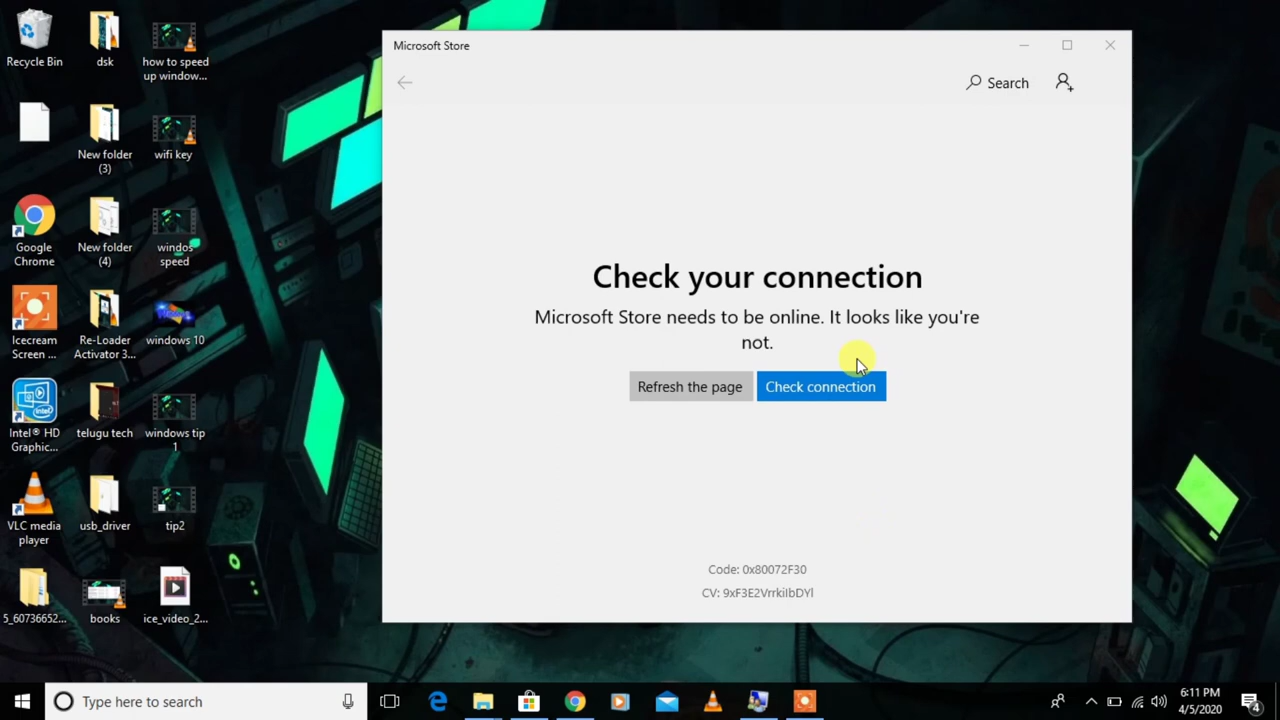 Recycle Bin
dsk
how to speed
up window...
New folder
(3)
wifi key
Google
Chrome
New folder
(4)
windos
speed
Icecream
Screen ...
Re-Loader
Activator 3...
windows 10
Intel® HD
Graphic...
telugu tech
windows tip
1
VLC media
player
usb_driver
tip2
5_60736652...
books
ice_video_2...
Microsoft Store
Search
Check your connection
Microsoft Store needs to be online. It looks like you're
not.
Refresh the page
Check connection
Code: 0x80072F30
CV: 9xF3E2VrrkiIbDYl
Type here to search
6:11 PM
4/5/2020
4